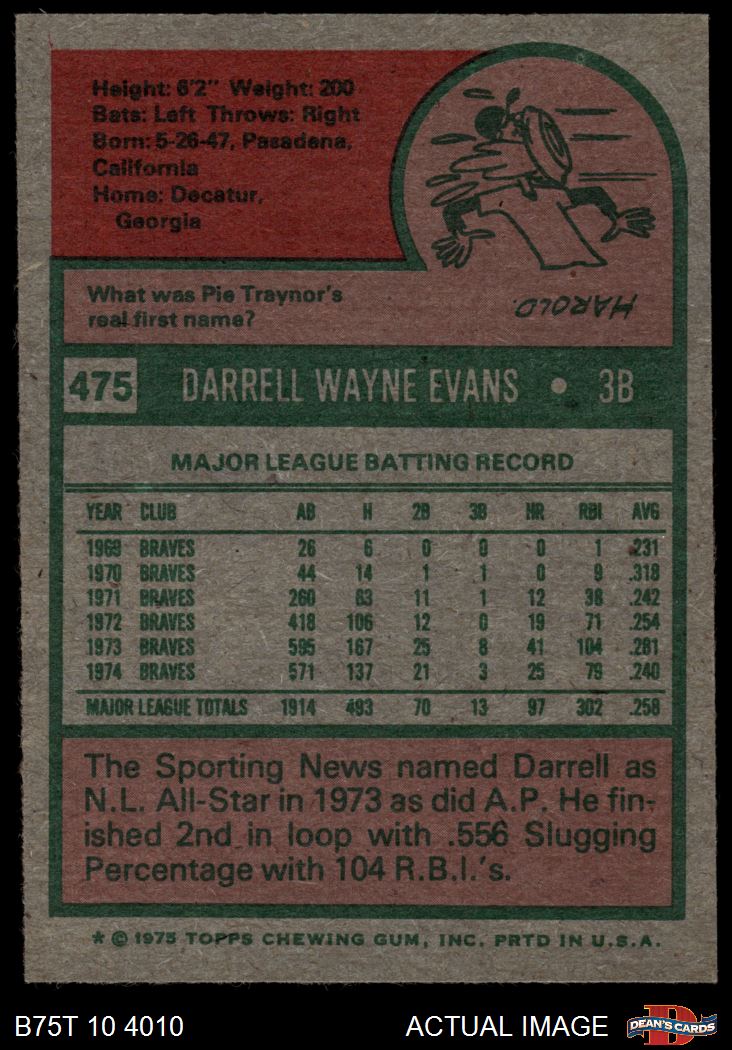 Height: 6'2" Weight: 200
Bats: Left Throws: Right
Born: 5-26-47, Pasadena,
California
Home: Decatur,
Georgia
What was Pie Traynor's
real first name?
HAROLD.
475 DARRELL WAYNE EVANS • 3B
MAJOR LEAGUE BATTING RECORD
YEAR CLUB AB H 2B 3B HR RBI AVG
1969 BRAVES 26 6 0 0 0 1 .231
1970 BRAVES 44 14 1 1 0 9 .318
1971 BRAVES 260 63 11 1 12 38 .242
1972 BRAVES 418 106 12 0 19 71 .254
1973 BRAVES 595 167 25 8 41 104 .281
1974 BRAVES 571 137 21 3 25 79 .240
MAJOR LEAGUE TOTALS 1914 493 70 13 97 302 .258
The Sporting News named Darrell as
N.L. All-Star in 1973 as did A.P. He fin-
ished 2nd in loop with .556 Slugging
Percentage with 104 R.B.I.'s.
* © 1975 TOPPS CHEWING GUM, INC. PRTD IN U.S.A.
B75T 10 4010 ACTUAL IMAGE DEAN'S CARDS